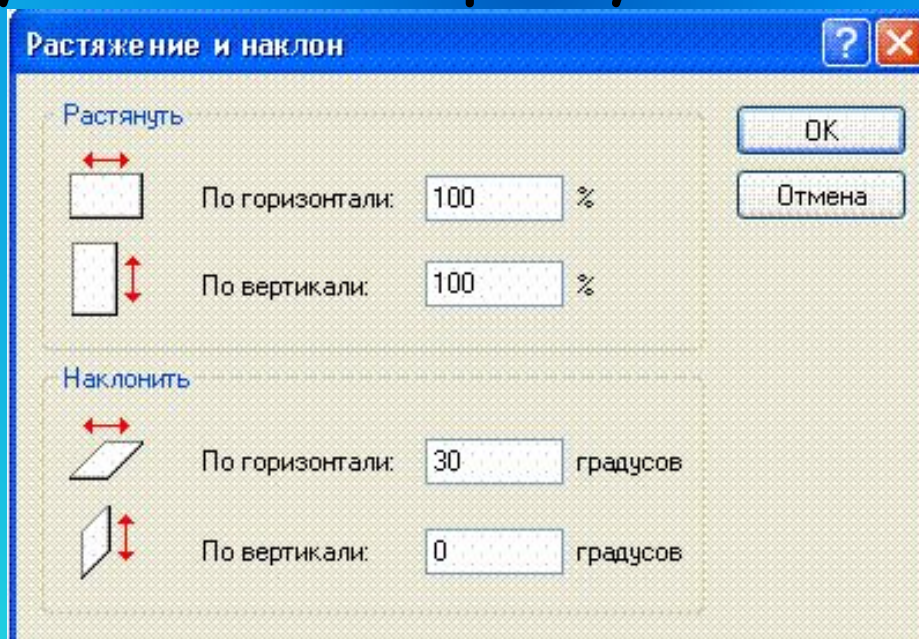 Растяжение и наклон
Растянуть
По горизонтали: 100 %
По вертикали: 100 %
Наклонить
По горизонтали: 30 градусов
По вертикали: 0 градусов
OK
Отмена